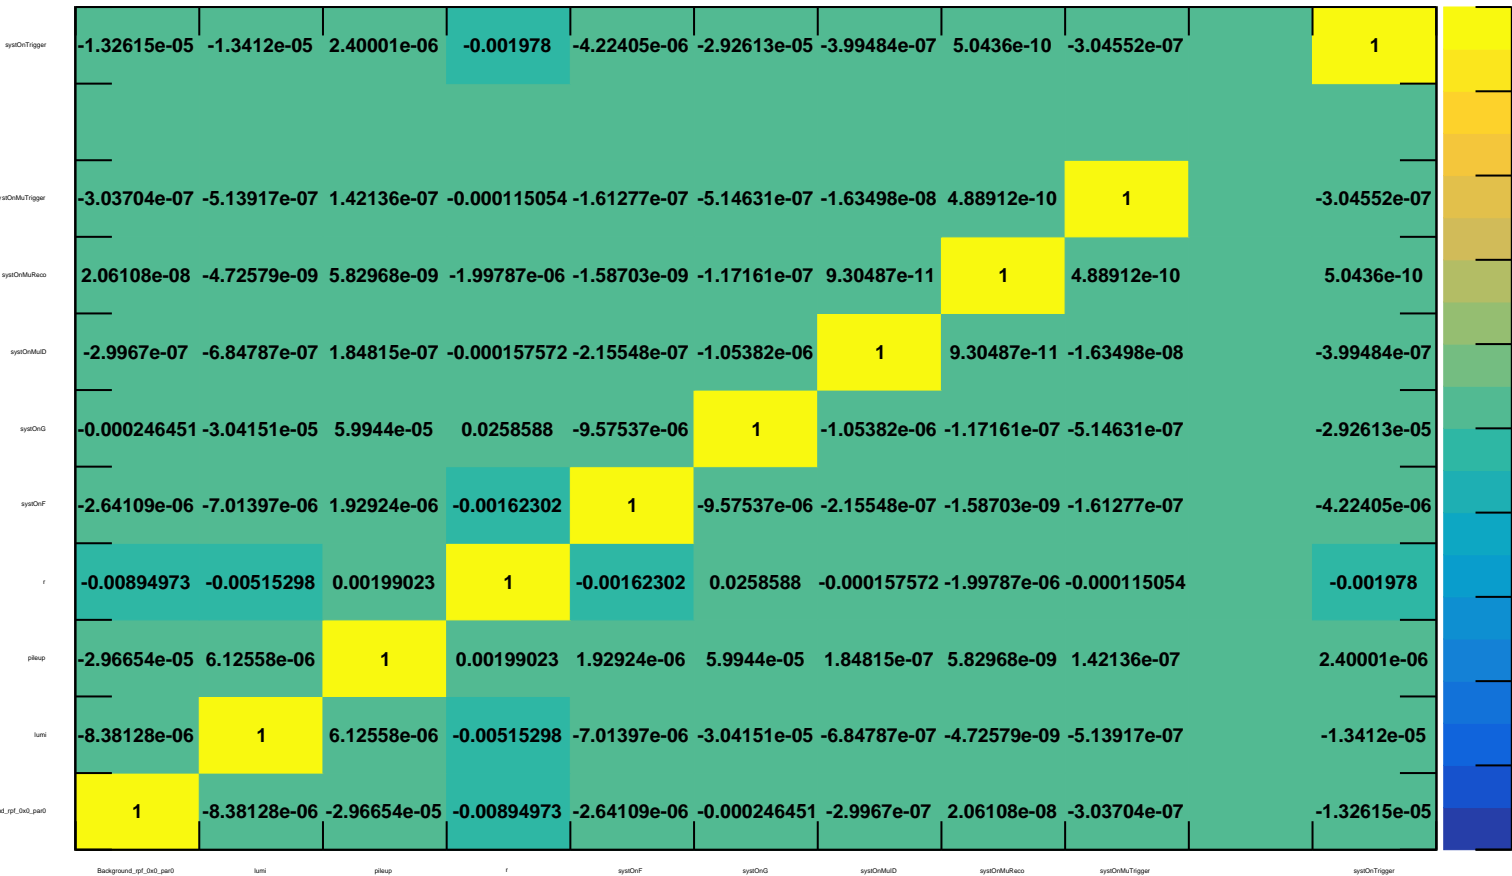 systOnTrigger -1.32615e-05 -1.3412e-05 2.40001e-06 -0.001978 -4.22405e-06 -2.92613e-05 -3.99484e-07 5.0436e-10 -3.04552e-07 1
stOnMuTrigger -3.03704e-07 -5.13917e-07 1.42136e-07 -0.000115054 -1.61277e-07 -5.14631e-07 -1.63498e-08 4.88912e-10 1 -3.04552e-07
systOnMuReco 2.06108e-08 -4.72579e-09 5.82968e-09 -1.99787e-06 -1.58703e-09 -1.17161e-07 9.30487e-11 1 4.88912e-10 5.0436e-10
systOnMuID -2.9967e-07 -6.84787e-07 1.84815e-07 -0.000157572 -2.15548e-07 -1.05382e-06 1 9.30487e-11 -1.63498e-08 -3.99484e-07
systOnG -0.000246451 -3.04151e-05 5.9944e-05 0.0258588 -9.57537e-06 1 -1.05382e-06 -1.17161e-07 -5.14631e-07 -2.92613e-05
systOnF -2.64109e-06 -7.01397e-06 1.92924e-06 -0.00162302 1 -9.57537e-06 -2.15548e-07 -1.58703e-09 -1.61277e-07 -4.22405e-06
r -0.00894973 -0.00515298 0.00199023 1 -0.00162302 0.0258588 -0.000157572 -1.99787e-06 -0.000115054 -0.001978
pileup -2.96654e-05 6.12558e-06 1 0.00199023 1.92924e-06 5.9944e-05 1.84815e-07 5.82968e-09 1.42136e-07 2.40001e-06
lumi -8.38128e-06 1 6.12558e-06 -0.00515298 -7.01397e-06 -3.04151e-05 -6.84787e-07 -4.72579e-09 -5.13917e-07 -1.3412e-05
d_rpf_0x0_par0 1 -8.38128e-06 -2.96654e-05 -0.00894973 -2.64109e-06 -0.000246451 -2.9967e-07 2.06108e-08 -3.03704e-07 -1.32615e-05
Background_rpf_0x0_par0 lumi pileup r systOnF systOnG systOnMuID systOnMuReco systOnMuTrigger systOnTrigger